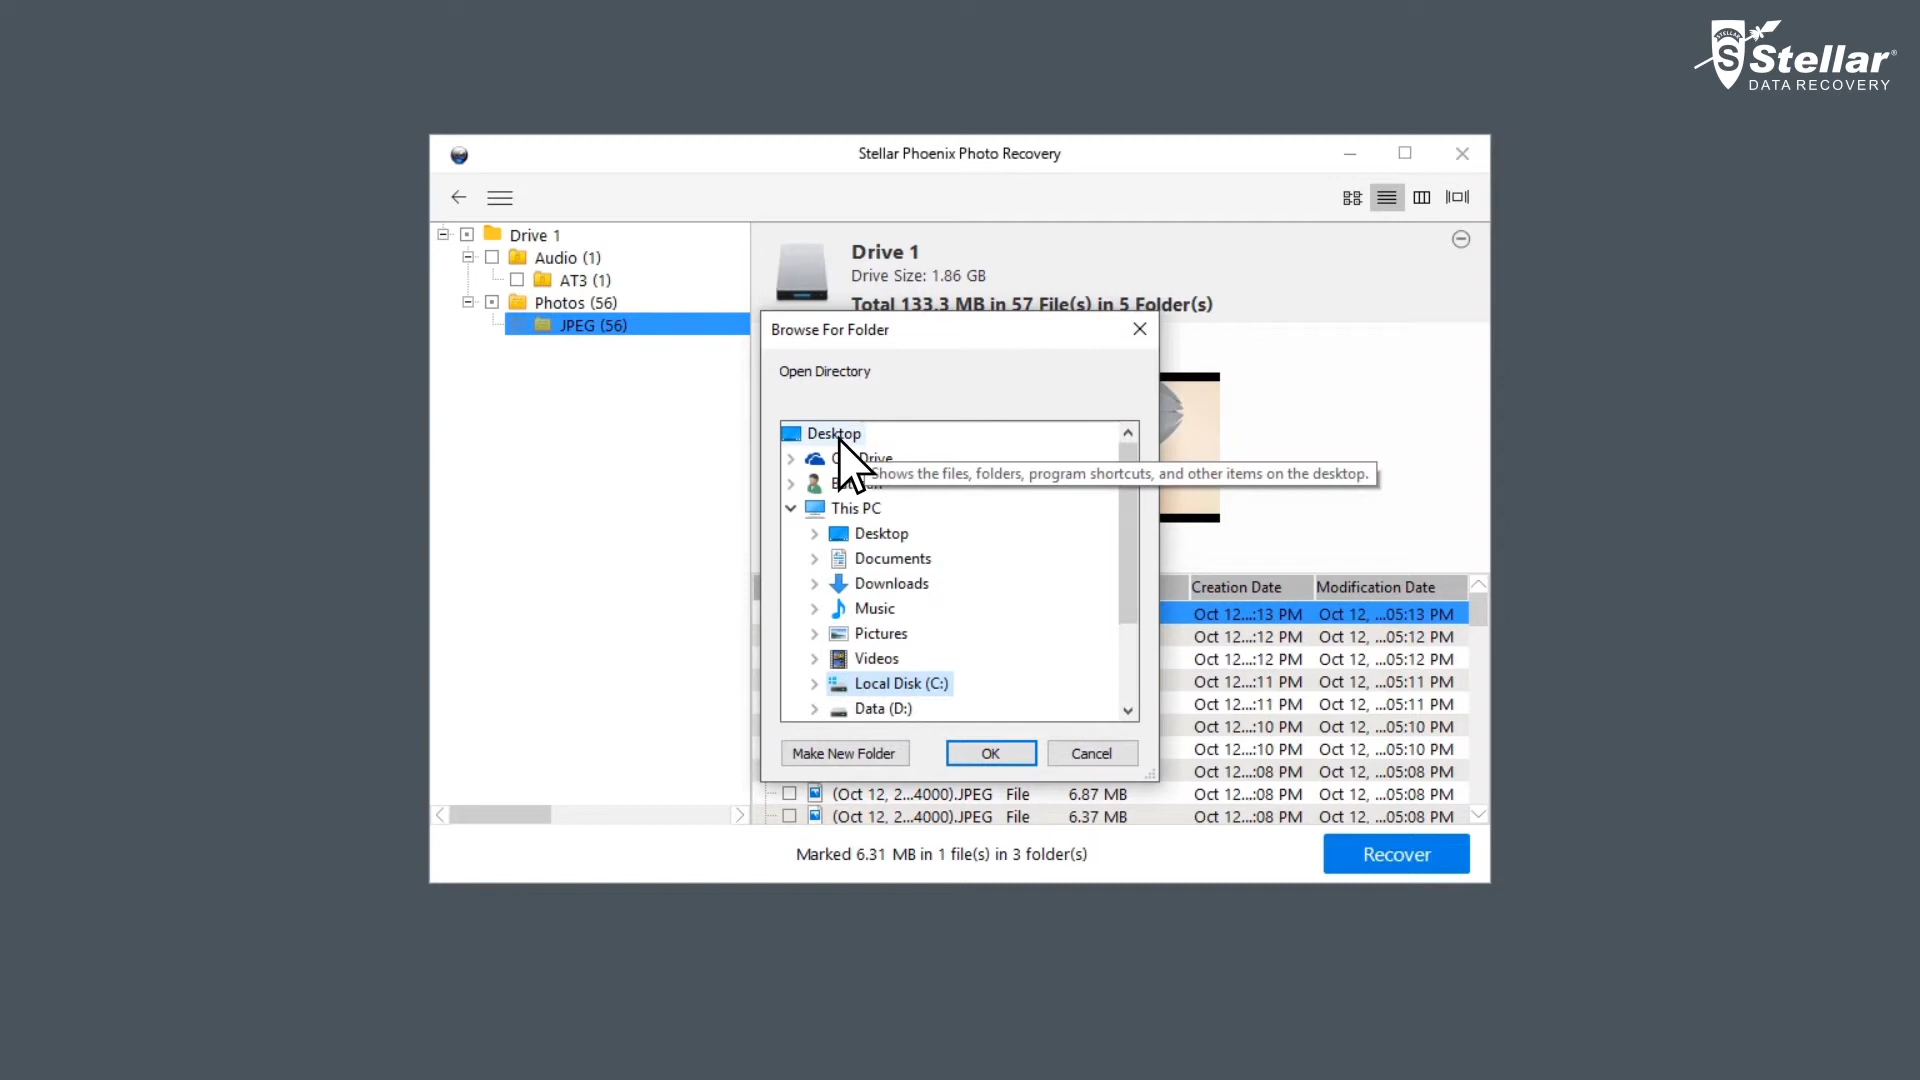 STELLAR
S
Stellar®
DATA RECOVERY
Stellar Phoenix Photo Recovery
Drive 1
Audio (1)
AT3 (1)
Photos (56)
JPEG (56)
Drive 1
Drive Size: 1.86 GB
Total 133.3 MB in 57 File(s) in 5 Folder(s)
Browse For Folder
Open Directory
Desktop
Shows the files, folders, program shortcuts, and other items on the desktop.
This PC
Desktop
Documents
Downloads
Music
Pictures
Videos
Local Disk (C:)
Data (D:)
Make New Folder
OK
Cancel
Creation Date Modification Date
Oct 12...:13 PM Oct 12, ...05:13 PM
Oct 12...:12 PM Oct 12, ...05:12 PM
Oct 12...:12 PM Oct 12, ...05:12 PM
Oct 12...:11 PM Oct 12, ...05:11 PM
Oct 12...:11 PM Oct 12, ...05:11 PM
Oct 12...:10 PM Oct 12, ...05:10 PM
Oct 12...:10 PM Oct 12, ...05:10 PM
Oct 12...:08 PM Oct 12, ...05:08 PM
(Oct 12, 2...4000).JPEG File 6.87 MB Oct 12...:08 PM Oct 12, ...05:08 PM
(Oct 12, 2...4000).JPEG File 6.37 MB Oct 12...:08 PM Oct 12, ...05:08 PM
Marked 6.31 MB in 1 file(s) in 3 folder(s)
Recover